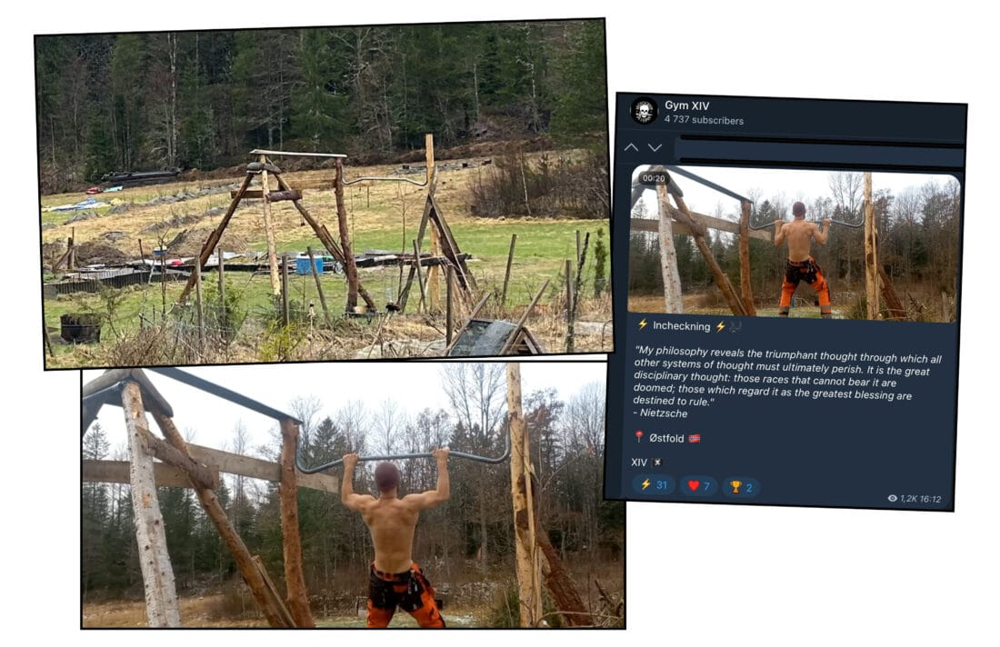 Gym XIV
4 737 subscribers
00:20
⚡ Incheckning ⚡
"My philosophy reveals the triumphant thought through which all
other systems of thought must ultimately perish. It is the great
disciplinary thought: those races that cannot bear it are
doomed; those which regard it as the greatest blessing are
destined to rule."
- Nietzsche
📍 Østfold 🇳🇴
XIV
⚡ 31 ❤️ 7 🏆 2
1,2K 16:12